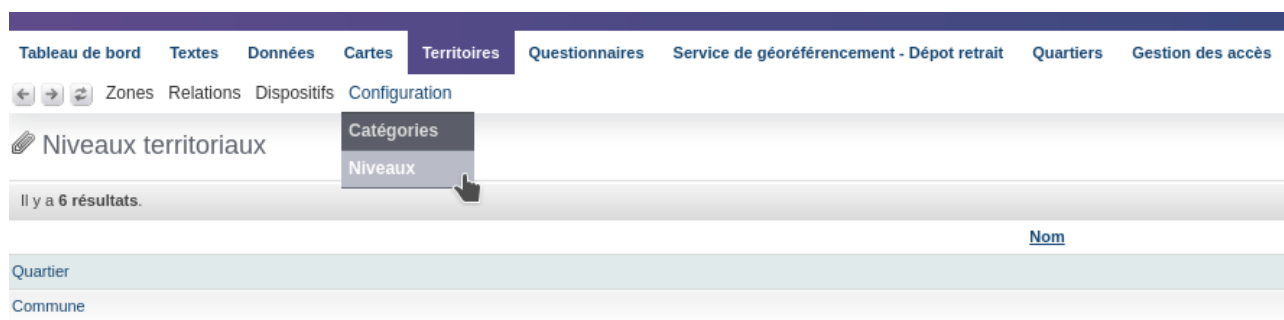 Tableau de bord Textes Données Cartes Territoires Questionnaires Service de géoréférencement - Dépot retrait Quartiers Gestion des accès
Zones Relations Dispositifs Configuration
Catégories
Niveaux territoriaux
Niveaux
Il y a 6 résultats.
Nom
Quartier
Commune